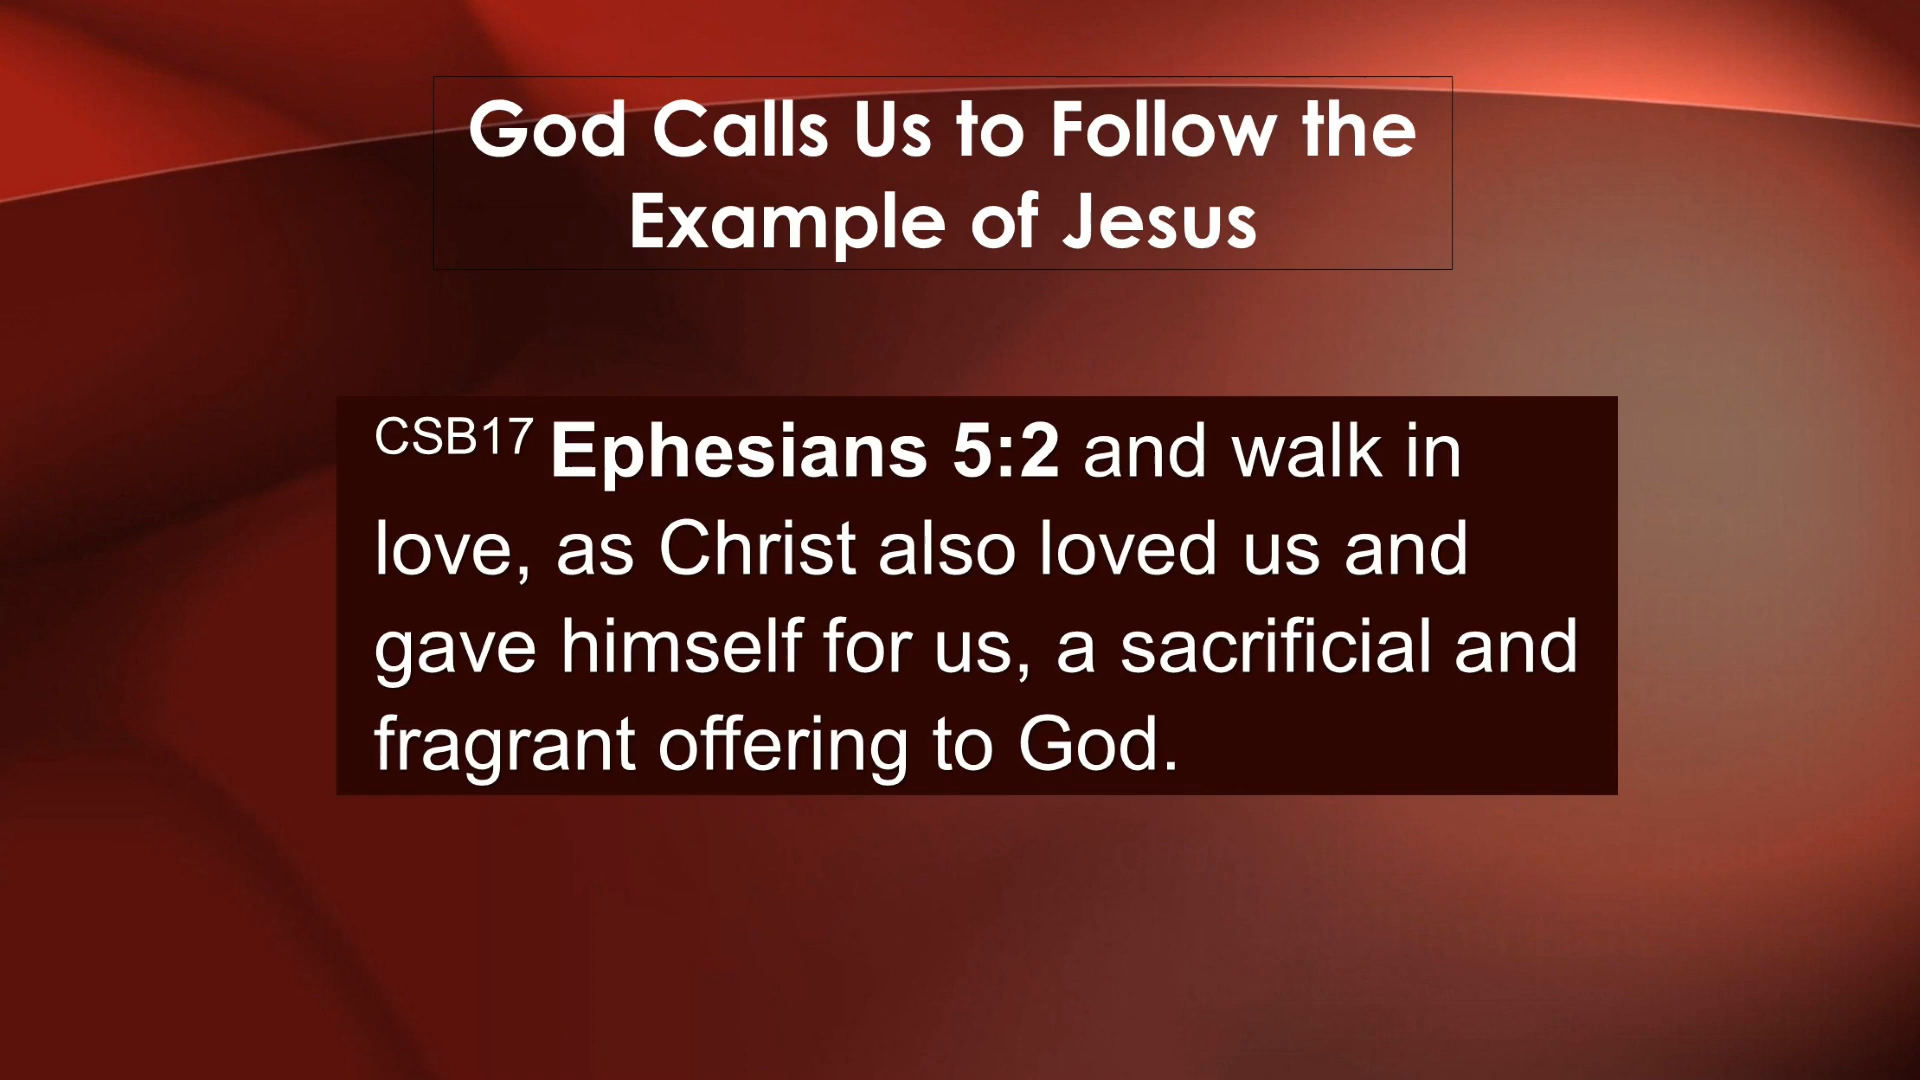 God Calls Us to Follow the
Example of Jesus
CSB17 Ephesians 5:2 and walk in
love, as Christ also loved us and
gave himself for us, a sacrificial and
fragrant offering to God.